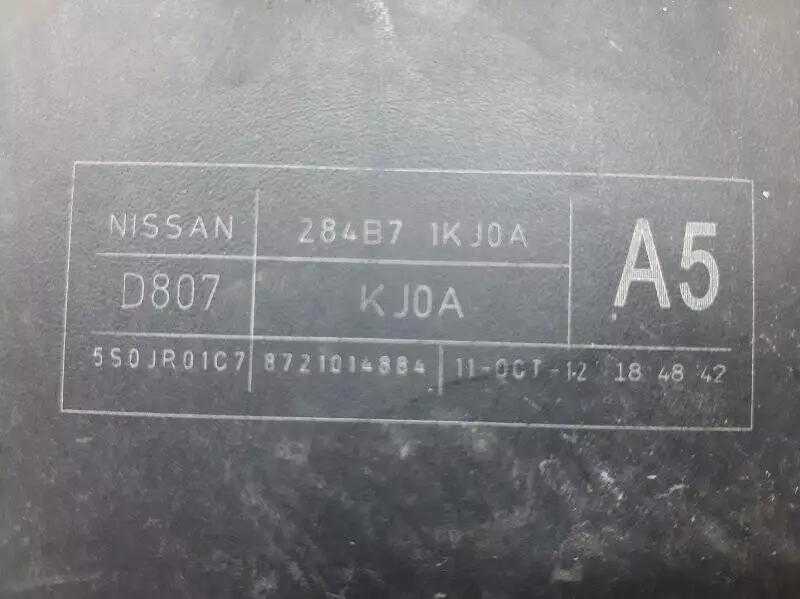 NISSAN 284B7 1KJ0A A5
D807 KJ0A
5S0JR01C7 8721014884 11-OCT-12 18 48 42